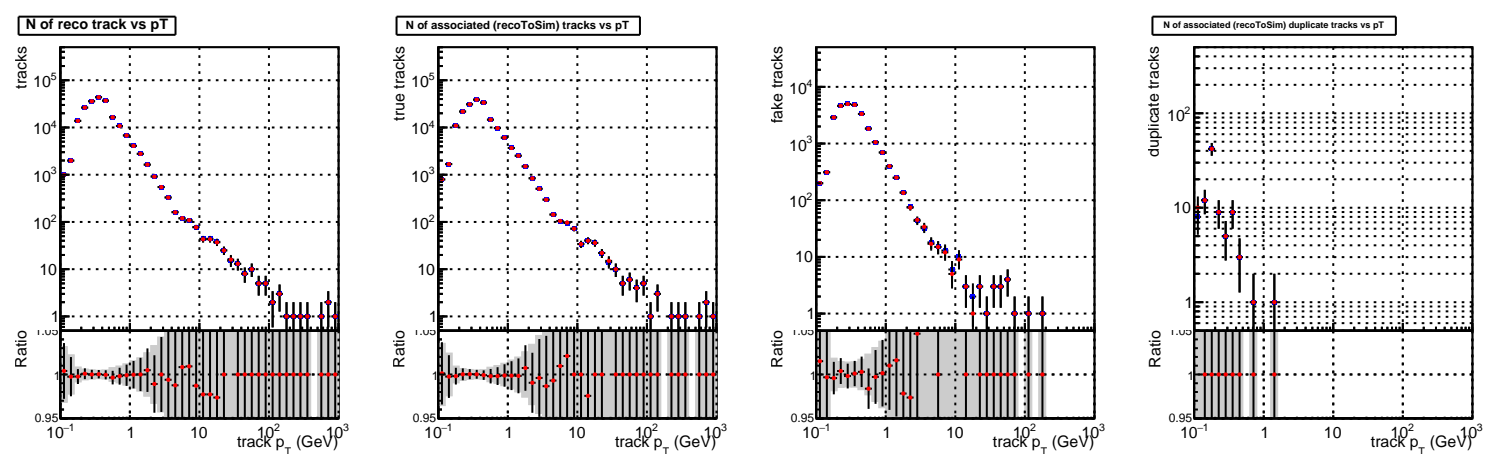 N of reco track vs pT
tracks
10^5
10^4
10^3
10^2
10
1
Ratio
1.05
1
0.95
10^-1 1 10 10^2 10^3
track p_T (GeV)
N of associated (recoToSim) tracks vs pT
true tracks
10^5
10^4
10^3
10^2
10
1
Ratio
1.05
1
0.95
10^-1 1 10 10^2 10^3
track p_T (GeV)
fake tracks
10^4
10^3
10^2
10
1
Ratio
1.05
1
0.95
10^-1 1 10 10^2 10^3
track p_T (GeV)
N of associated (recoToSim) duplicate tracks vs pT
duplicate tracks
10^2
10
1
Ratio
1.05
1
0.95
10^-1 1 10 10^2 10^3
track p_T (GeV)